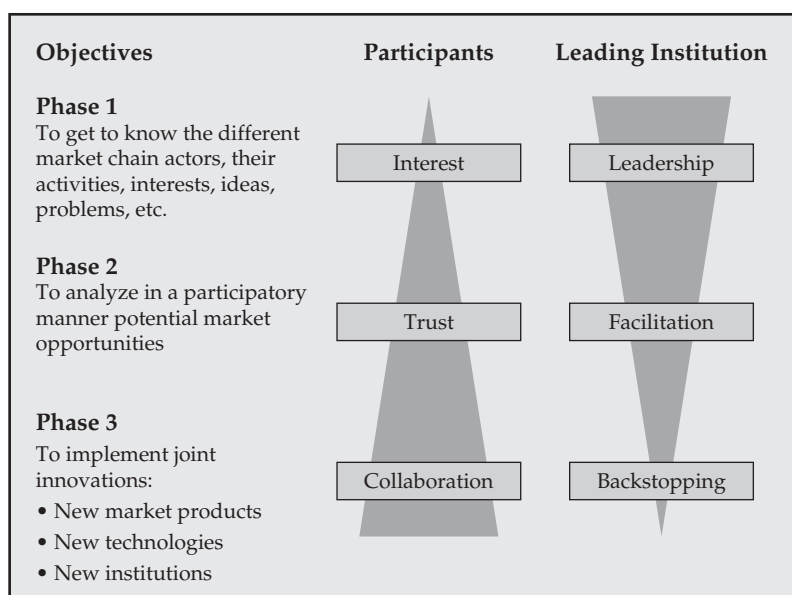 Objectives
Participants
Leading Institution
Phase 1
To get to know the different
market chain actors, their
activities, interests, ideas,
problems, etc.
Interest
Leadership
Phase 2
To analyze in a participatory
manner potential market
opportunities
Trust
Facilitation
Phase 3
To implement joint
innovations:
• New market products
• New technologies
• New institutions
Collaboration
Backstopping